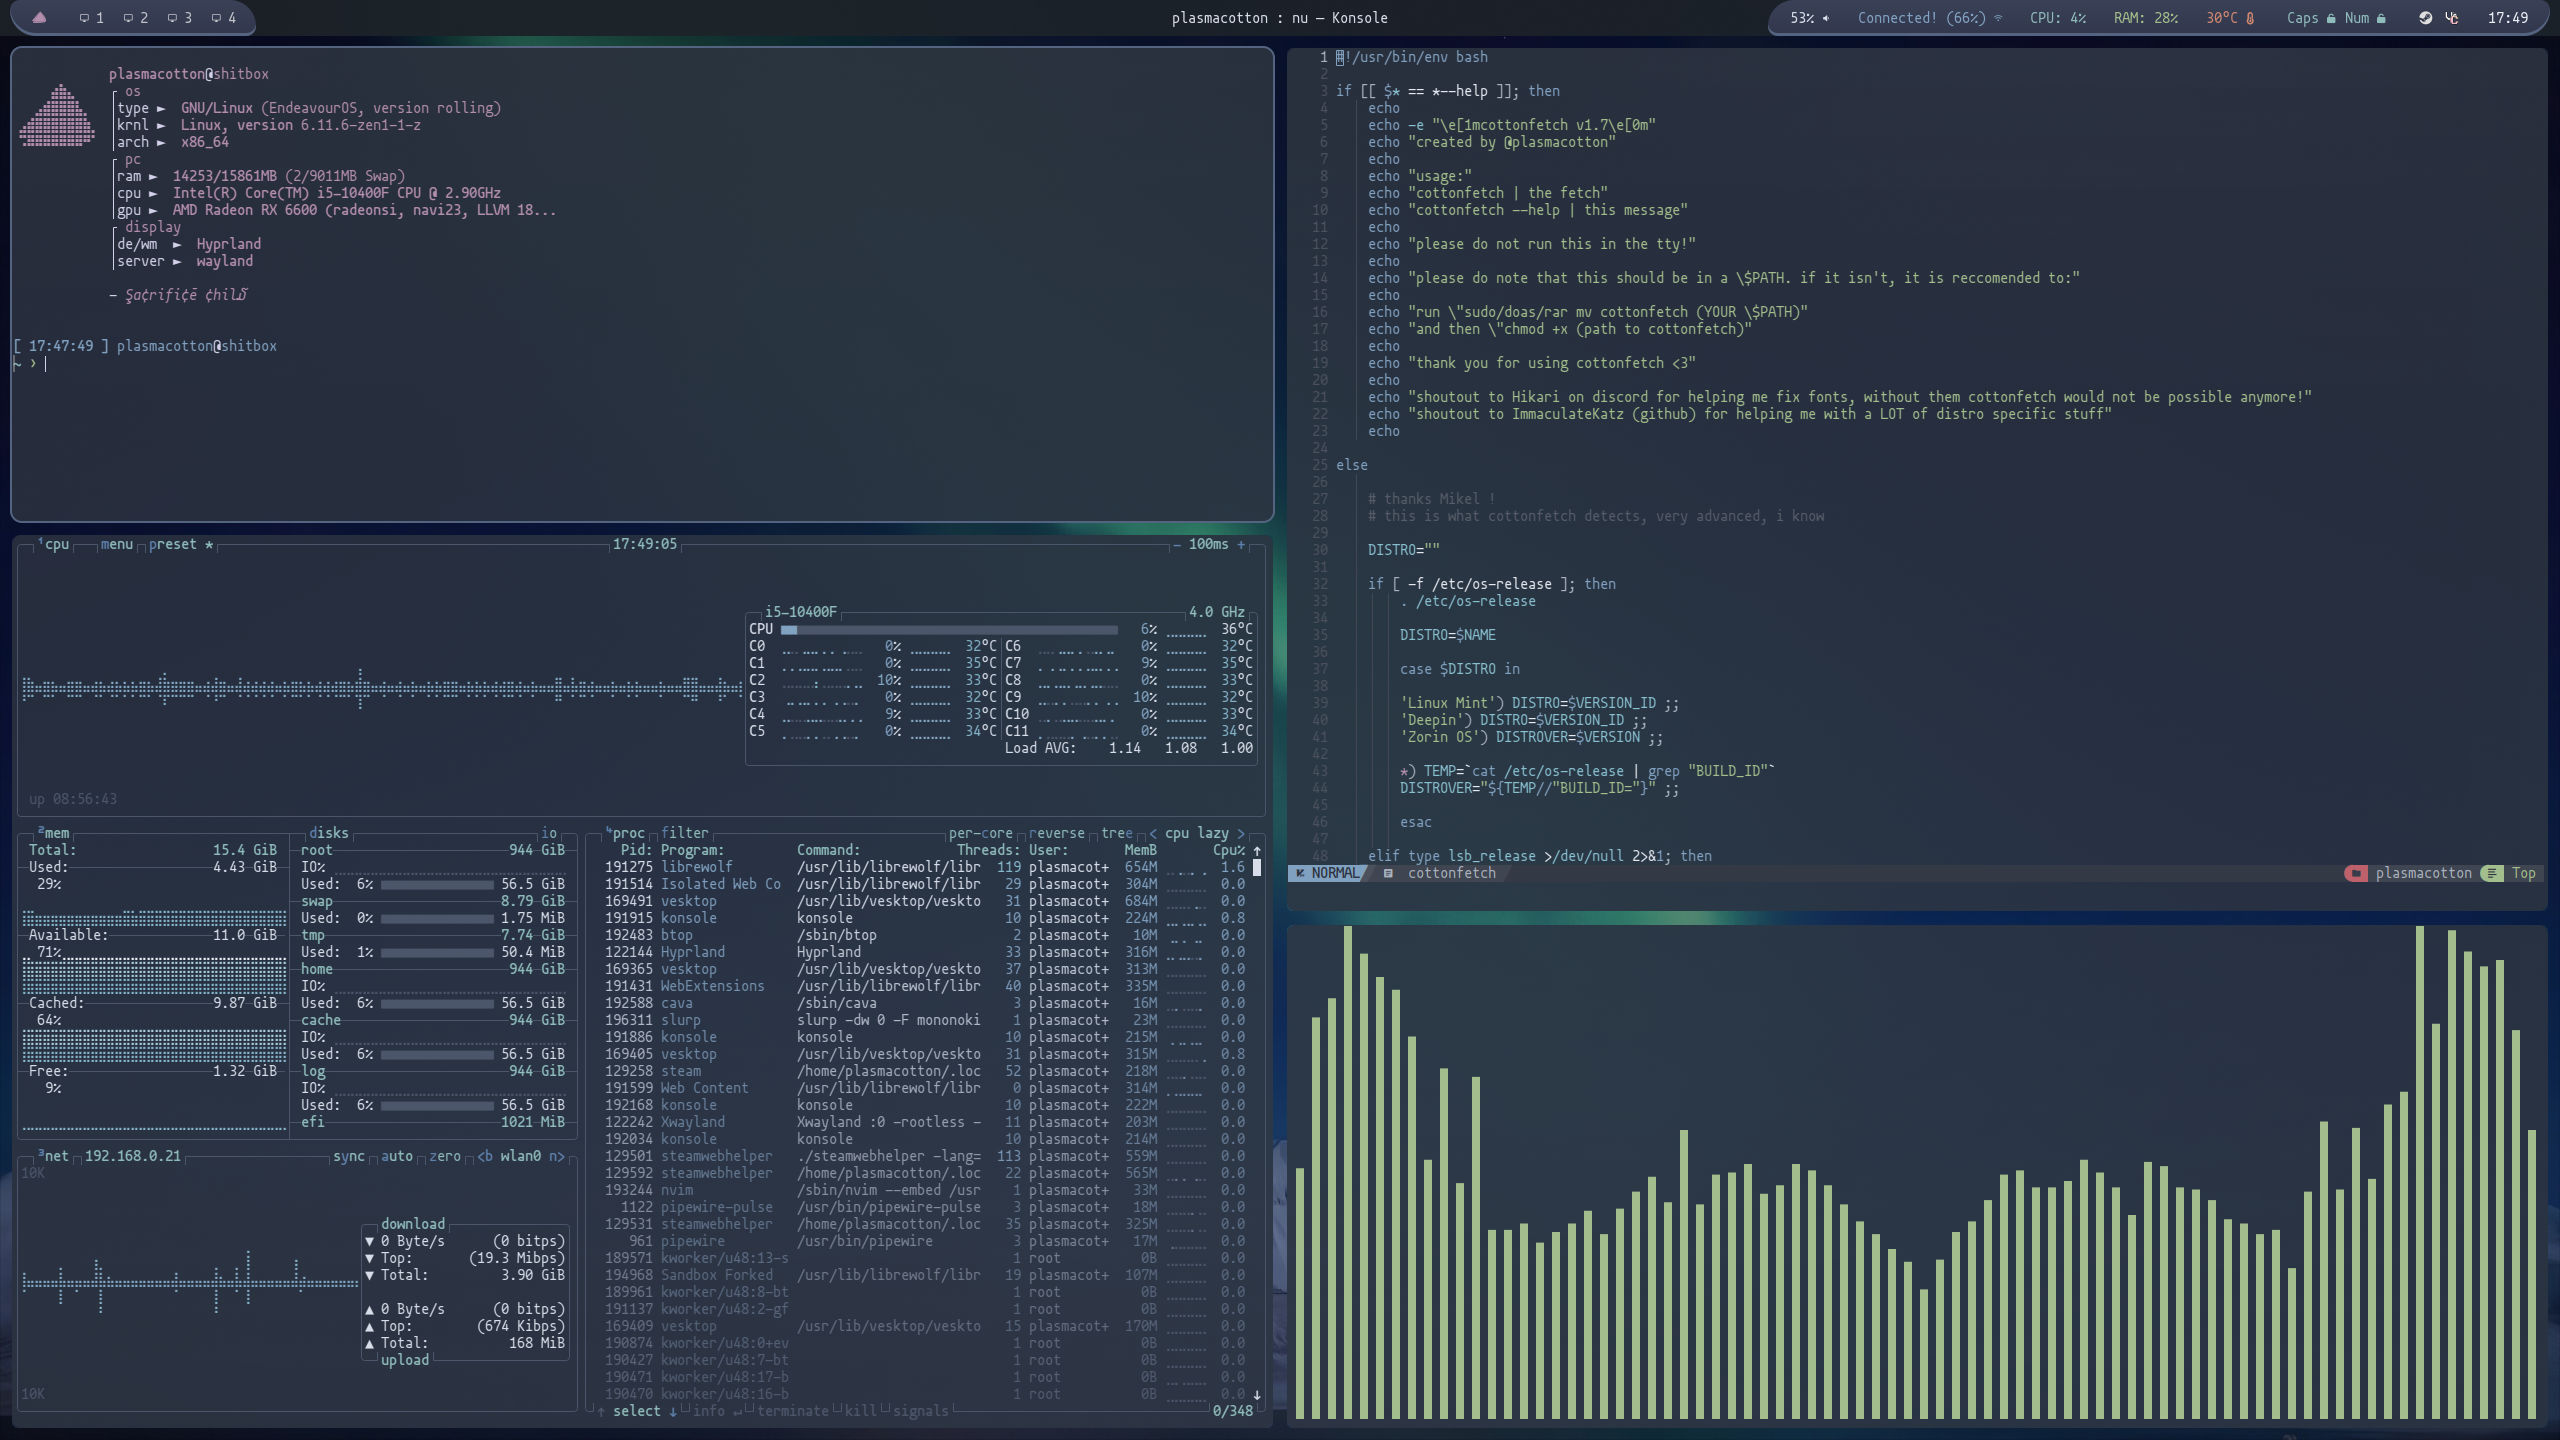 1 2 3 4
plasmacotton : nu — Konsole
53% Connected! (66%) CPU: 4% RAM: 28% 30°C Caps Num 17:49
plasmacotton@shitbox
os
type ► GNU/Linux (EndeavourOS, version rolling)
krnl ► Linux, version 6.11.6-zen1-1-z
arch ► x86_64
pc
ram ► 14253/15861MB (2/9011MB Swap)
cpu ► Intel(R) Core(TM) i5-10400F CPU @ 2.90GHz
gpu ► AMD Radeon RX 6600 (radeonsi, navi23, LLVM 18...
display
de/wm ► Hyprland
server ► wayland
[ 17:47:49 ] plasmacotton@shitbox
~ ›
1 #!/usr/bin/env bash
2
3 if [[ $* == *--help ]]; then
4 echo
5 echo -e "\e[1mcottonfetch v1.7\e[0m"
6 echo "created by @plasmacotton"
7 echo
8 echo "usage:"
9 echo "cottonfetch | the fetch"
10 echo "cottonfetch --help | this message"
11 echo
12 echo "please do not run this in the tty!"
13 echo
14 echo "please do note that this should be in a \$PATH. if it isn't, it is reccomended to:"
15 echo
16 echo "run \"sudo/doas/rar mv cottonfetch (YOUR \$PATH)"
17 echo "and then \"chmod +x (path to cottonfetch)"
18 echo
19 echo "thank you for using cottonfetch <3"
20 echo
21 echo "shoutout to Hikari on discord for helping me fix fonts, without them cottonfetch would not be possible anymore!"
22 echo "shoutout to ImmaculateKatz (github) for helping me with a LOT of distro specific stuff"
23 echo
24
25 else
26
27 # thanks Mikel !
28 # this is what cottonfetch detects, very advanced, i know
29
30 DISTRO=""
31
32 if [ -f /etc/os-release ]; then
33 . /etc/os-release
34
35 DISTRO=$NAME
36
37 case $DISTRO in
38
39 'Linux Mint') DISTRO=$VERSION_ID ;;
40 'Deepin') DISTRO=$VERSION_ID ;;
41 'Zorin OS') DISTROVER=$VERSION ;;
42
43 *) TEMP=`cat /etc/os-release | grep "BUILD_ID"`
44 DISTROVER="${TEMP//"BUILD_ID="}" ;;
45
46 esac
47
48 elif type lsb_release >/dev/null 2>&1; then
NORMAL cottonfetch plasmacotton Top
¹cpu menu preset * 17:49:05 - 100ms +
i5-10400F 4.0 GHz
CPU 6% 36°C
C0 0% 32°C C6 0% 32°C
C1 0% 35°C C7 9% 35°C
C2 10% 33°C C8 0% 33°C
C3 0% 32°C C9 10% 32°C
C4 9% 33°C C10 0% 33°C
C5 0% 34°C C11 0% 34°C
Load AVG: 1.14 1.08 1.00
up 08:56:43
²mem disks io
Total: 15.4 GiB
Used: 4.43 GiB
29%
Available: 11.0 GiB
71%
Cached: 9.87 GiB
64%
Free: 1.32 GiB
9%
root 944 GiB
IO%
Used: 6% 56.5 GiB
swap 8.79 GiB
Used: 0% 1.75 MiB
tmp 7.74 GiB
Used: 1% 50.4 MiB
home 944 GiB
IO%
Used: 6% 56.5 GiB
cache 944 GiB
IO%
Used: 6% 56.5 GiB
log 944 GiB
IO%
Used: 6% 56.5 GiB
efi 1021 MiB
³net 192.168.0.21 sync auto zero <b wlan0 n>
10K
download
▼ 0 Byte/s (0 bitps)
▼ Top: (19.3 Mibps)
▼ Total: 3.90 GiB
▲ 0 Byte/s (0 bitps)
▲ Top: (674 Kibps)
▲ Total: 168 MiB
upload
10K
⁴proc filter per-core reverse tree < cpu lazy >
Pid: Program: Command: Threads: User: MemB Cpu% ↑
191275 librewolf /usr/lib/librewolf/libr 119 plasmacot+ 654M 1.6
191514 Isolated Web Co /usr/lib/librewolf/libr 29 plasmacot+ 304M 0.0
169491 vesktop /usr/lib/vesktop/veskto 31 plasmacot+ 684M 0.0
191915 konsole konsole 10 plasmacot+ 224M 0.8
192483 btop /sbin/btop 2 plasmacot+ 10M 0.0
122144 Hyprland Hyprland 33 plasmacot+ 316M 0.0
169365 vesktop /usr/lib/vesktop/veskto 37 plasmacot+ 313M 0.0
191431 WebExtensions /usr/lib/librewolf/libr 40 plasmacot+ 335M 0.0
192588 cava /sbin/cava 3 plasmacot+ 16M 0.0
196311 slurp slurp -dw 0 -F mononoki 1 plasmacot+ 23M 0.0
191886 konsole konsole 10 plasmacot+ 215M 0.0
169405 vesktop /usr/lib/vesktop/veskto 31 plasmacot+ 315M 0.8
129258 steam /home/plasmacotton/.loc 52 plasmacot+ 218M 0.0
191599 Web Content /usr/lib/librewolf/libr 0 plasmacot+ 314M 0.0
192168 konsole konsole 10 plasmacot+ 222M 0.0
122242 Xwayland Xwayland :0 -rootless - 11 plasmacot+ 203M 0.0
192034 konsole konsole 10 plasmacot+ 214M 0.0
129501 steamwebhelper ./steamwebhelper -lang= 113 plasmacot+ 559M 0.0
129592 steamwebhelper /home/plasmacotton/.loc 22 plasmacot+ 565M 0.0
193244 nvim /sbin/nvim --embed /usr 1 plasmacot+ 33M 0.0
1122 pipewire-pulse /usr/bin/pipewire-pulse 3 plasmacot+ 18M 0.0
129531 steamwebhelper /home/plasmacotton/.loc 35 plasmacot+ 325M 0.0
961 pipewire /usr/bin/pipewire 3 plasmacot+ 17M 0.0
189571 kworker/u48:13-s 1 root 0B 0.0
194968 Sandbox Forked /usr/lib/librewolf/libr 19 plasmacot+ 107M 0.0
189961 kworker/u48:8-bt 1 root 0B 0.0
191137 kworker/u48:2-gf 1 root 0B 0.0
169409 vesktop /usr/lib/vesktop/veskto 15 plasmacot+ 170M 0.0
190874 kworker/u48:0+ev 1 root 0B 0.0
190427 kworker/u48:7-bt 1 root 0B 0.0
190471 kworker/u48:17-b 1 root 0B 0.0
190470 kworker/u48:16-b 1 root 0B 0.0 ↓
↑ select ↓ info ↵ terminate kill signals 0/348